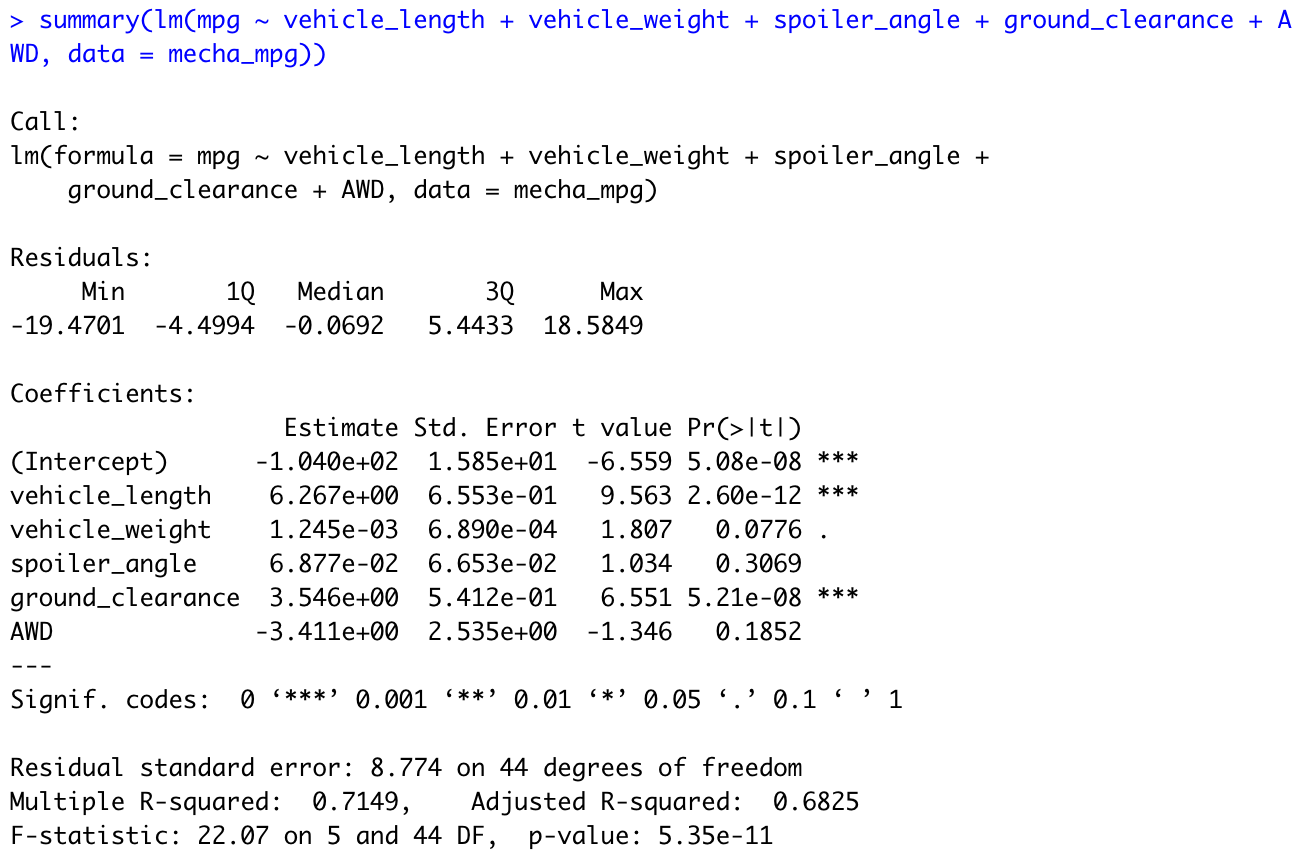 > summary(lm(mpg ~ vehicle_length + vehicle_weight + spoiler_angle + ground_clearance + A
WD, data = mecha_mpg))

Call:
lm(formula = mpg ~ vehicle_length + vehicle_weight + spoiler_angle +
    ground_clearance + AWD, data = mecha_mpg)

Residuals:
     Min       1Q   Median       3Q      Max
-19.4701  -4.4994  -0.0692   5.4433  18.5849

Coefficients:
                   Estimate Std. Error t value Pr(>|t|)
(Intercept)      -1.040e+02  1.585e+01  -6.559 5.08e-08 ***
vehicle_length    6.267e+00  6.553e-01   9.563 2.60e-12 ***
vehicle_weight    1.245e-03  6.890e-04   1.807   0.0776 .
spoiler_angle     6.877e-02  6.653e-02   1.034   0.3069
ground_clearance  3.546e+00  5.412e-01   6.551 5.21e-08 ***
AWD              -3.411e+00  2.535e+00  -1.346   0.1852
---
Signif. codes:  0 ‘***’ 0.001 ‘**’ 0.01 ‘*’ 0.05 ‘.’ 0.1 ‘ ’ 1

Residual standard error: 8.774 on 44 degrees of freedom
Multiple R-squared:  0.7149,    Adjusted R-squared:  0.6825
F-statistic: 22.07 on 5 and 44 DF,  p-value: 5.35e-11